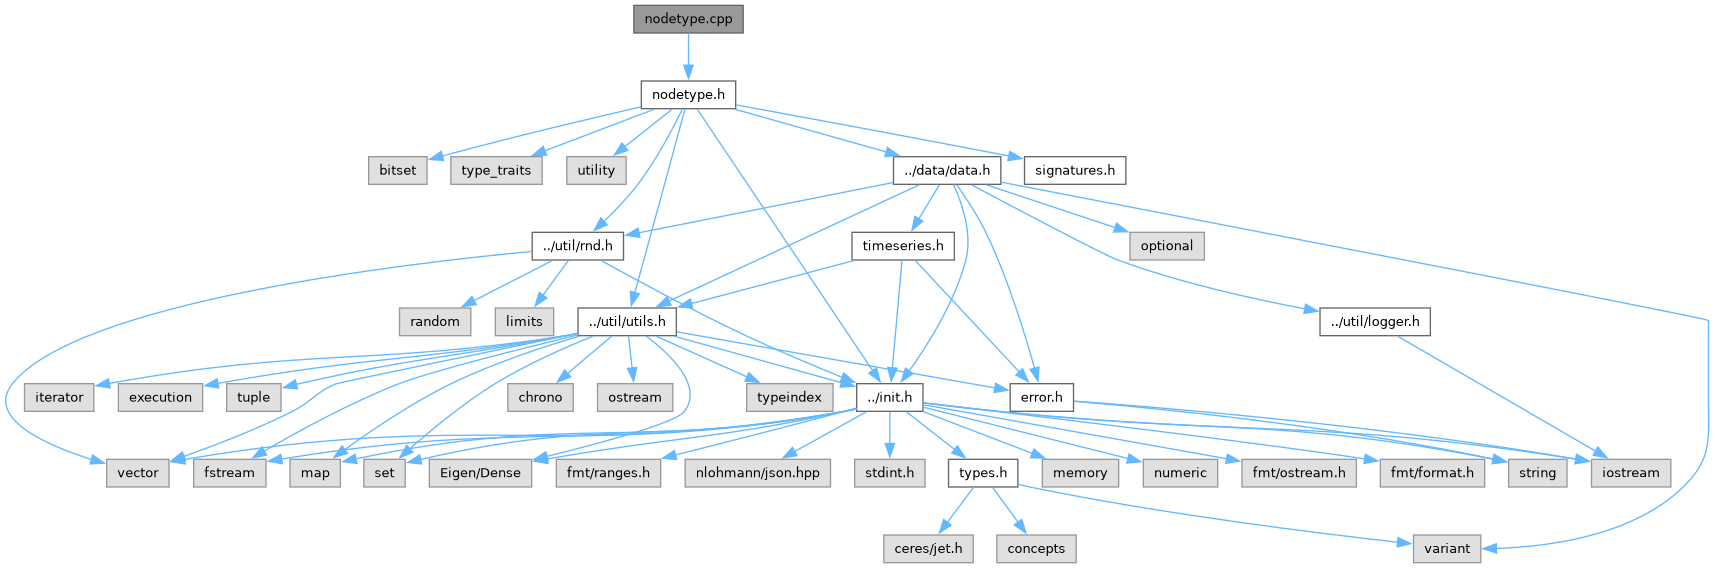 nodetype.cpp
nodetype.h
bitset
type_traits
utility
../data/data.h
signatures.h
../util/rnd.h
timeseries.h
optional
random
limits
../util/utils.h
../util/logger.h
iterator
execution
tuple
chrono
ostream
typeindex
../init.h
error.h
vector
fstream
map
set
Eigen/Dense
fmt/ranges.h
nlohmann/json.hpp
stdint.h
types.h
memory
numeric
fmt/ostream.h
fmt/format.h
string
iostream
ceres/jet.h
concepts
variant